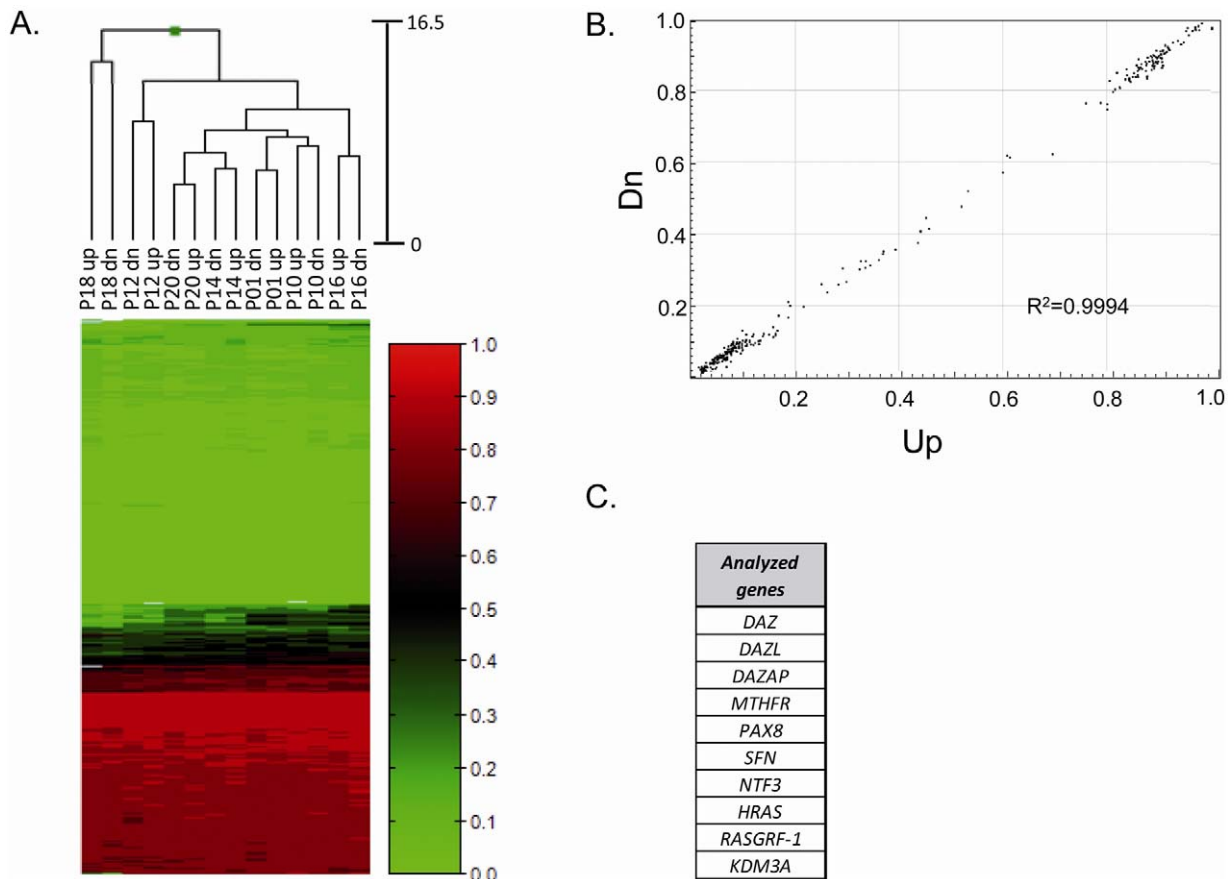 A.
16.5
0
P18 up
P18 dn
P12 dn
P12 up
P20 dn
P20 up
P14 dn
P14 up
P01 dn
P01 up
P10 up
P10 dn
P16 up
P16 dn
1.0
0.9
0.8
0.7
0.6
0.5
0.4
0.3
0.2
0.1
0.0
B.
1.0
0.8
0.6
0.4
0.2
Dn
R²=0.9994
0.2 0.4 0.6 0.8 1.0
Up
C.
Analyzed
genes
DAZ
DAZL
DAZAP
MTHFR
PAX8
SFN
NTF3
HRAS
RASGRF-1
KDM3A